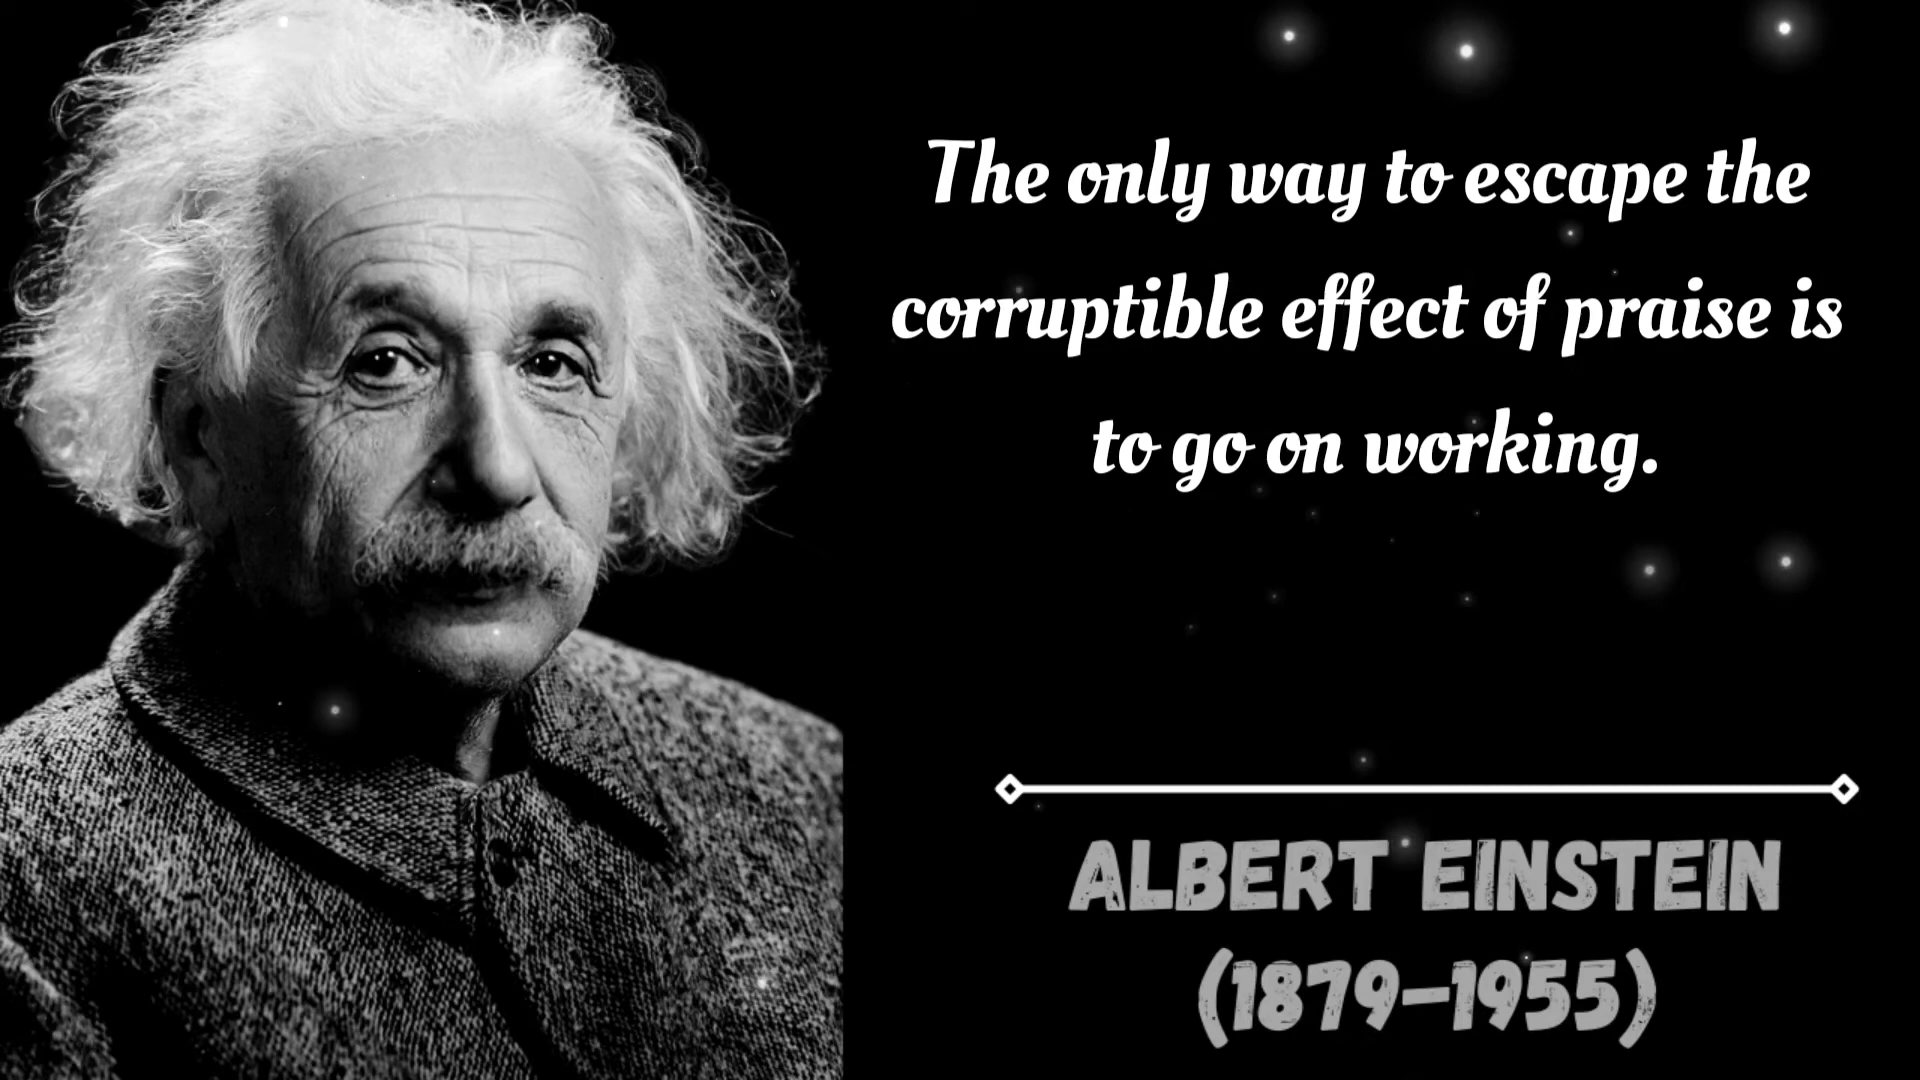 The only way to escape the
corruptible effect of praise is
to go on working.
ALBERT EINSTEIN
(1879–1955)